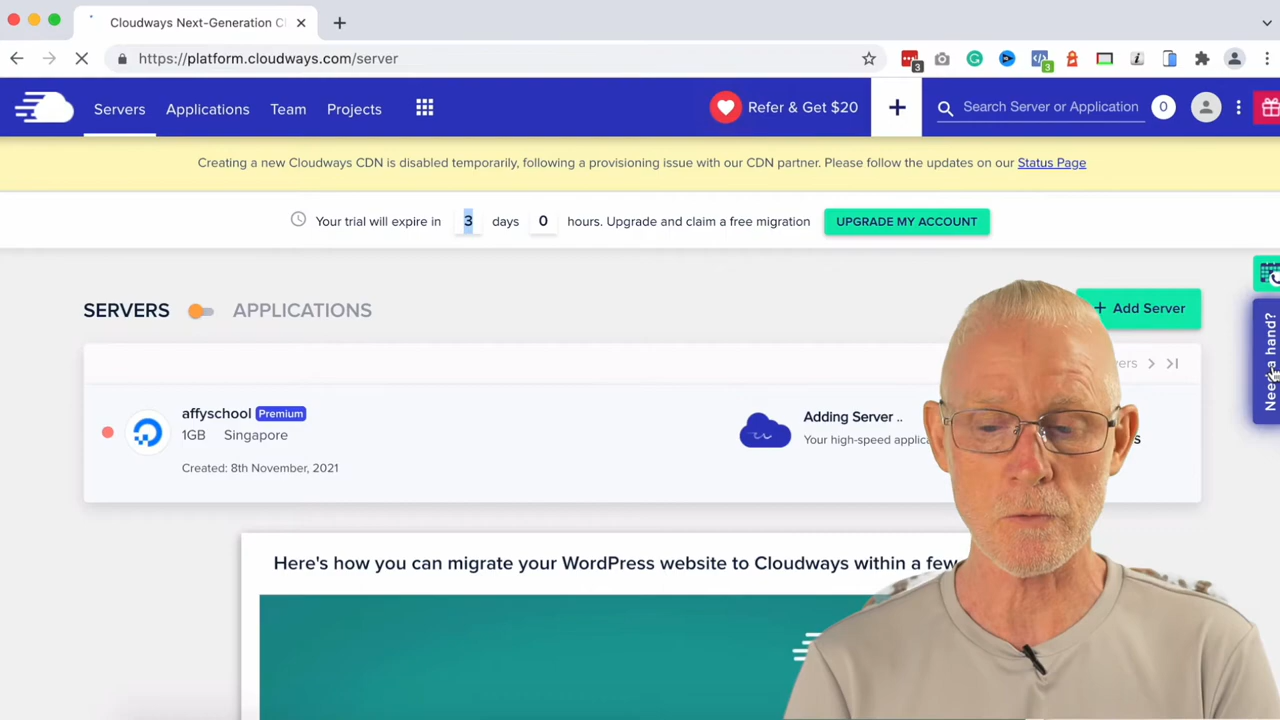 Cloudways Next-Generation C
https://platform.cloudways.com/server
3
3
Servers
Applications
Team
Projects
Refer & Get $20
+
Search Server or Application
0
Creating a new Cloudways CDN is disabled temporarily, following a provisioning issue with our CDN partner. Please follow the updates on our Status Page
Your trial will expire in 3 days 0 hours. Upgrade and claim a free migration
UPGRADE MY ACCOUNT
SERVERS
APPLICATIONS
+ Add Server
Need a hand?
affyschool Premium
1GB Singapore
Created: 8th November, 2021
Adding Server ..
Your high-speed
Here's how you can migrate your WordPress website to Cloudways within a few